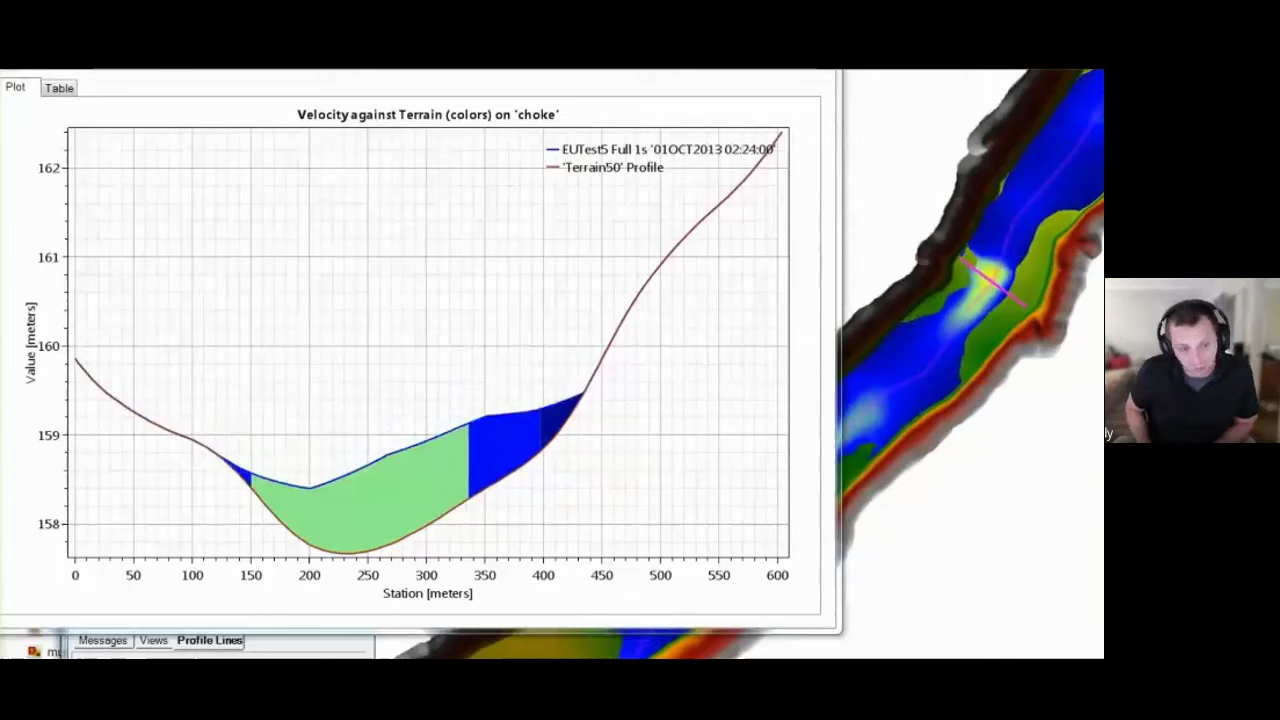 Plot
Table
Velocity against Terrain (colors) on 'choke'
EUTest5 Full 1s '01OCT2013 02:24:00'
'Terrain50' Profile
162
161
160
159
158
Value [meters]
0 50 100 150 200 250 300 350 400 450 500 550 600
Station [meters]
Messages Views Profile Lines
ly